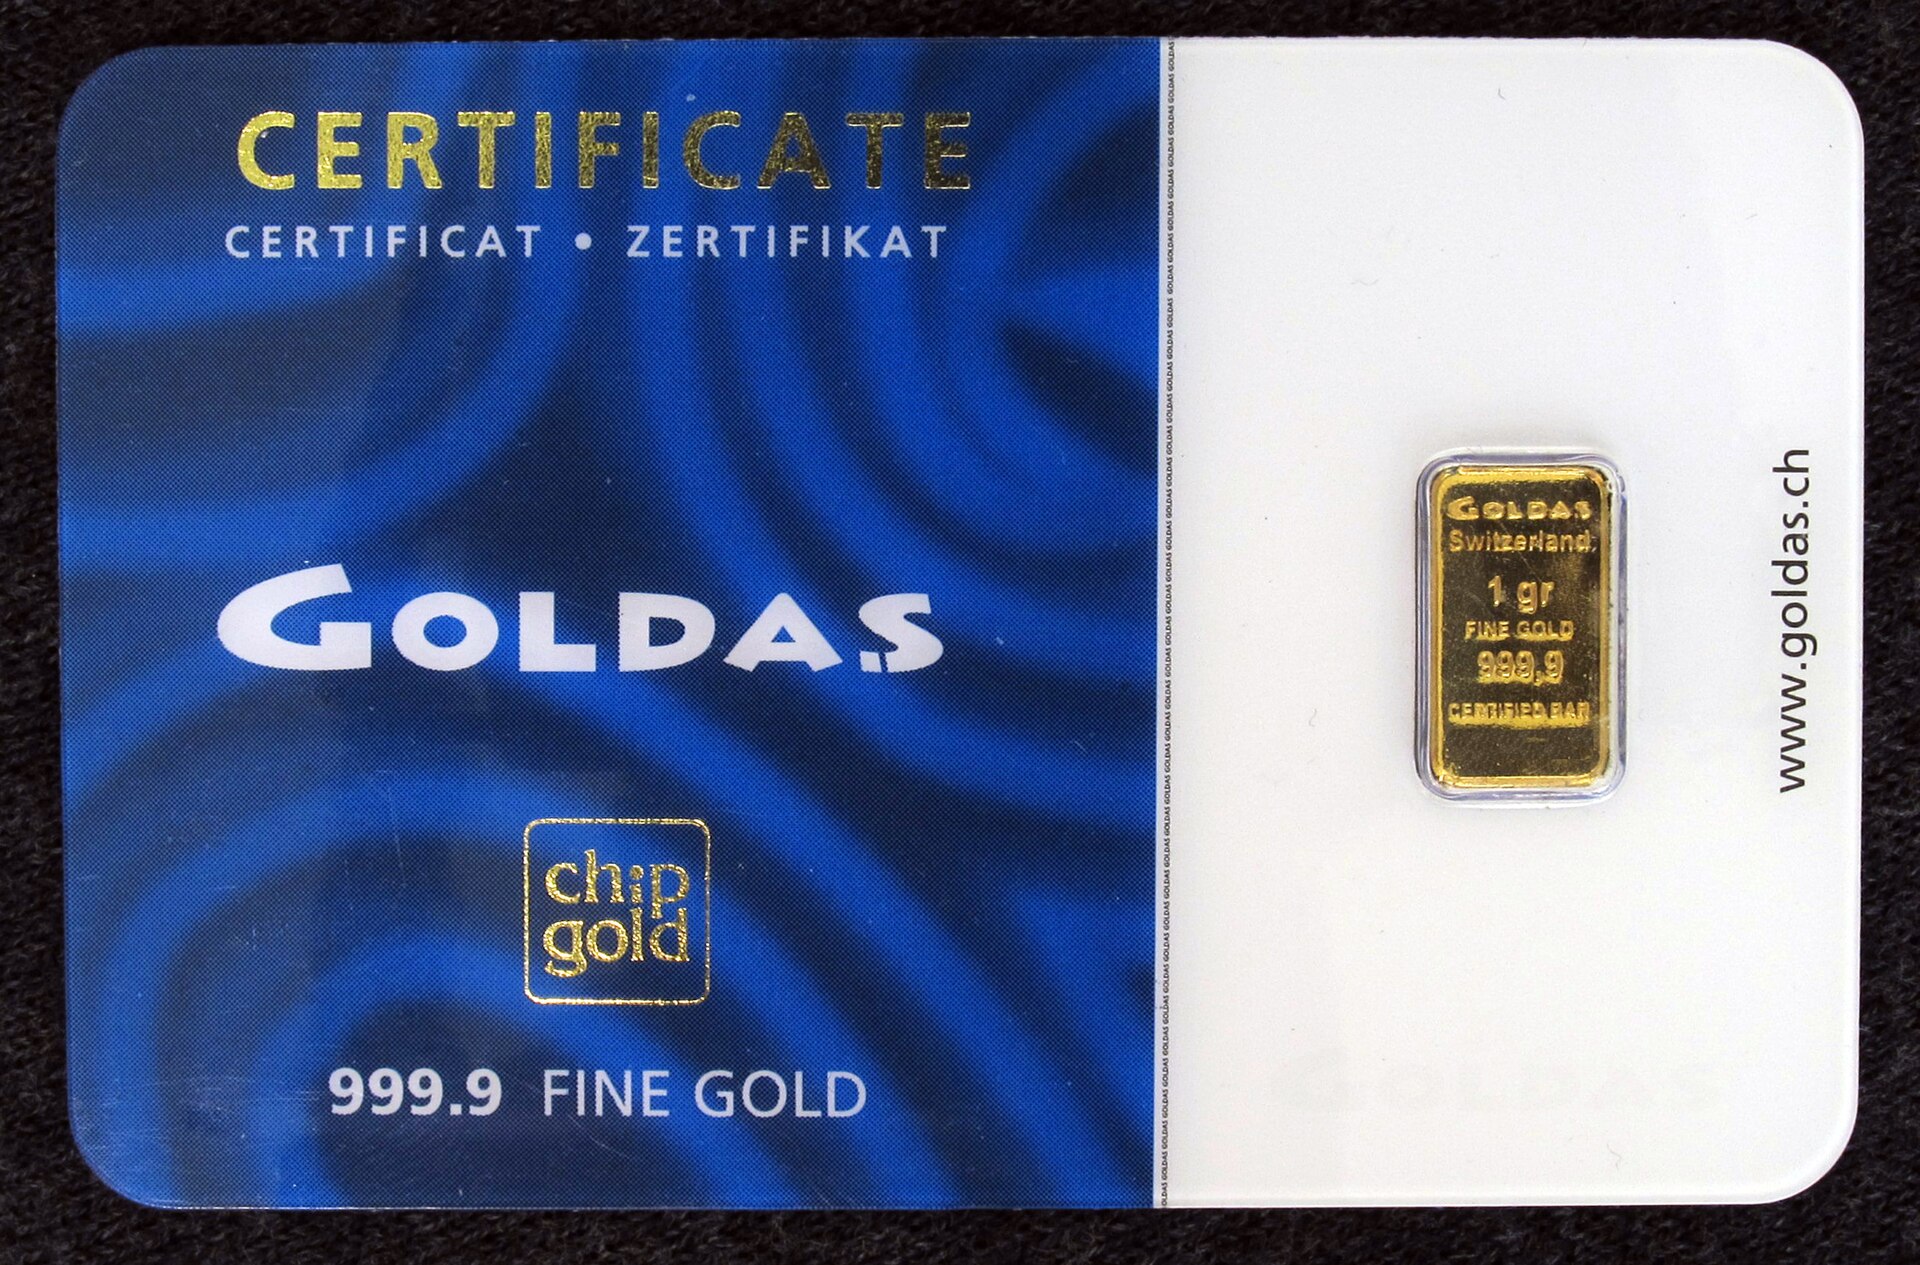 CERTIFICATE
CERTIFICAT • ZERTIFIKAT
GOLDAS
chip
gold
999.9 FINE GOLD
GOLDAS
Switzerland
1 gr
FINE GOLD
999,9
CERTIFIED BAR
www.goldas.ch